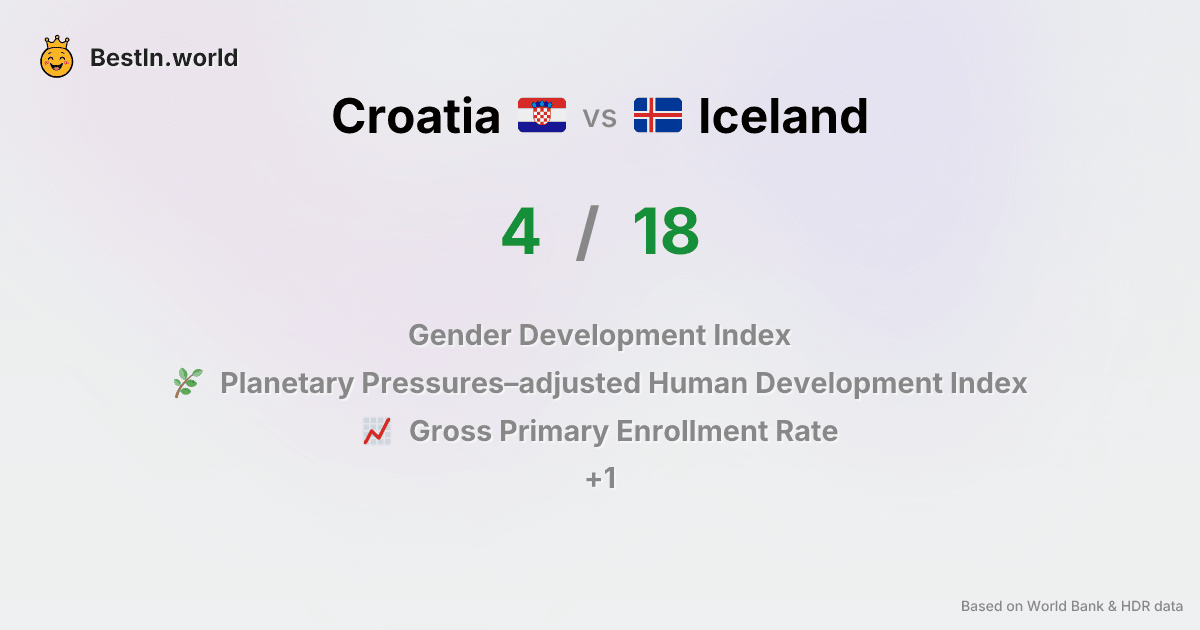 BestIn.world
Croatia vs Iceland
4 / 18
Gender Development Index
Planetary Pressures–adjusted Human Development Index
Gross Primary Enrollment Rate
+1
Based on World Bank & HDR data